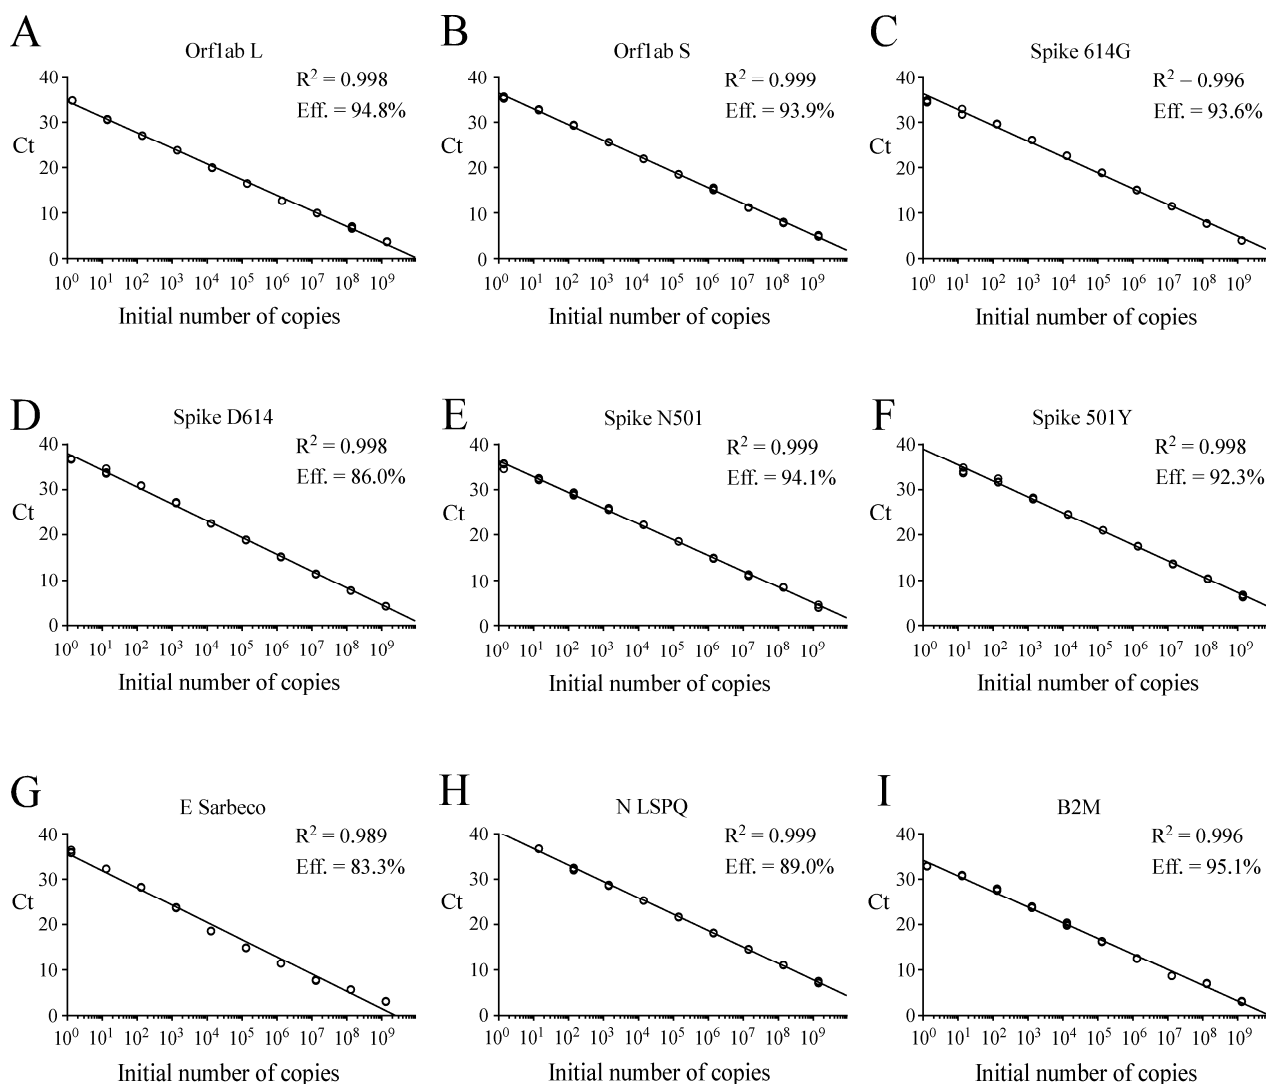 A
Orf1ab L
R² = 0.998
Eff. = 94.8%
40
30
Ct
20
10
0
10⁰ 10¹ 10² 10³ 10⁴ 10⁵ 10⁶ 10⁷ 10⁸ 10⁹
Initial number of copies
B
Orf1ab S
R² − 0.999
Eff. = 93.9%
40
30
Ct
20
10
0
10⁰ 10¹ 10² 10³ 10⁴ 10⁵ 10⁶ 10⁷ 10⁸ 10⁹
Initial number of copies
C
Spike 614G
R² − 0.996
Eff. = 93.6%
40
30
Ct
20
10
0
10⁰ 10¹ 10² 10³ 10⁴ 10⁵ 10⁶ 10⁷ 10⁸ 10⁹
Initial number of copies
D
Spike D614
R² = 0.998
Eff. = 86.0%
40
30
Ct
20
10
0
10⁰ 10¹ 10² 10³ 10⁴ 10⁵ 10⁶ 10⁷ 10⁸ 10⁹
Initial number of copies
E
Spike N501
R² = 0.999
Eff. = 94.1%
40
30
Ct
20
10
0
10⁰ 10¹ 10² 10³ 10⁴ 10⁵ 10⁶ 10⁷ 10⁸ 10⁹
Initial number of copies
F
Spike 501Y
R² = 0.998
Eff. = 92.3%
40
30
Ct
20
10
0
10⁰ 10¹ 10² 10³ 10⁴ 10⁵ 10⁶ 10⁷ 10⁸ 10⁹
Initial number of copies
G
E Sarbeco
R² = 0.989
Eff. = 83.3%
40
30
Ct
20
10
0
10⁰ 10¹ 10² 10³ 10⁴ 10⁵ 10⁶ 10⁷ 10⁸ 10⁹
Initial number of copies
H
N LSPQ
R² = 0.999
Eff. = 89.0%
40
30
Ct
20
10
0
10⁰ 10¹ 10² 10³ 10⁴ 10⁵ 10⁶ 10⁷ 10⁸ 10⁹
Initial number of copies
I
B2M
R² = 0.996
Eff. = 95.1%
40
30
Ct
20
10
0
10⁰ 10¹ 10² 10³ 10⁴ 10⁵ 10⁶ 10⁷ 10⁸ 10⁹
Initial number of copies